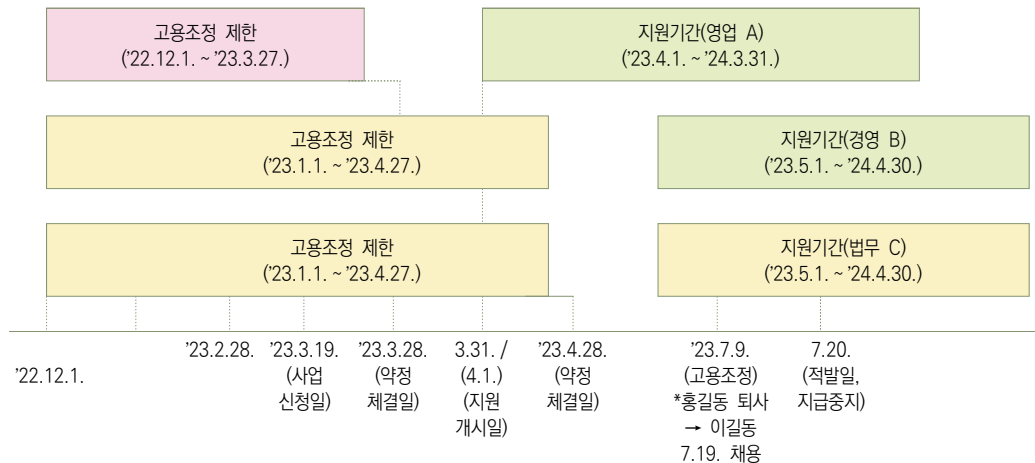 고용조정 제한
('22.12.1. ~ '23.3.27.)
지원기간(영업 A)
('23.4.1. ~ '24.3.31.)
고용조정 제한
('23.1.1. ~ '23.4.27.)
지원기간(경영 B)
('23.5.1. ~ '24.4.30.)
고용조정 제한
('23.1.1. ~ '23.4.27.)
지원기간(법무 C)
('23.5.1. ~ '24.4.30.)
'22.12.1.
'23.2.28.
'23.3.19.
(사업
신청일)
'23.3.28.
(약정
체결일)
3.31. /
(4.1.)
(지원
개시일)
'23.4.28.
(약정
체결일)
'23.7.9.
(고용조정)
*홍길동 퇴사
→ 이길동
7.19. 채용
7.20.
(적발일,
지급중지)